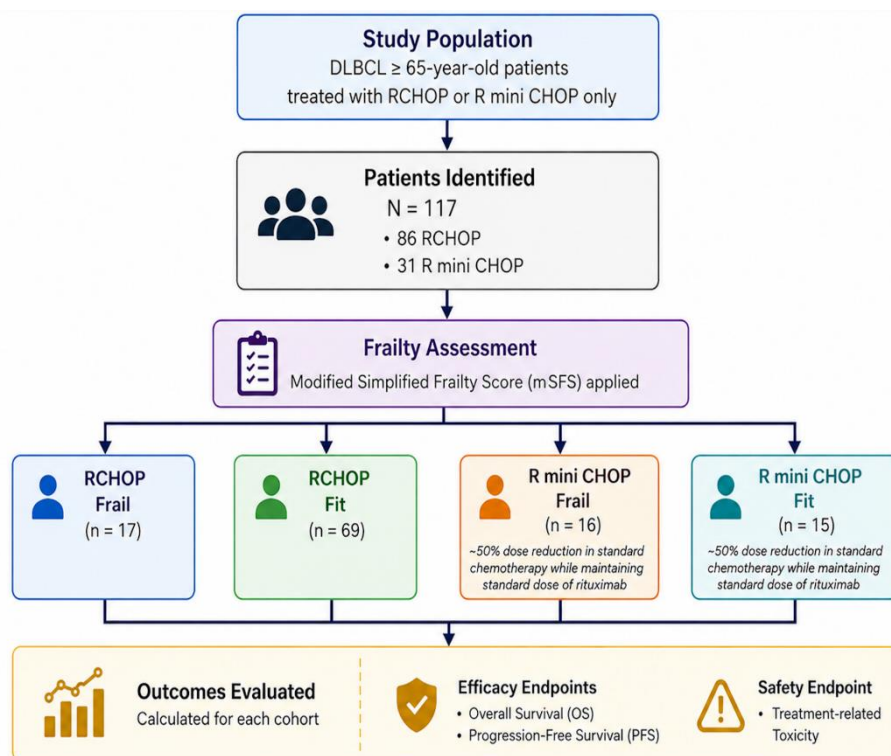 Study Population
DLBCL ≥ 65-year-old patients
treated with RCHOP or R mini CHOP only
Patients Identified
N = 117
• 86 RCHOP
• 31 R mini CHOP
Frailty Assessment
Modified Simplified Frailty Score (mSFS) applied
RCHOP
Frail
(n = 17)
RCHOP
Fit
(n = 69)
R mini CHOP
Frail
(n = 16)
~50% dose reduction in standard
chemotherapy while maintaining
standard dose of rituximab
R mini CHOP
Fit
(n = 15)
~50% dose reduction in standard
chemotherapy while maintaining
standard dose of rituximab
Outcomes Evaluated
Calculated for each cohort
Efficacy Endpoints
• Overall Survival (OS)
• Progression-Free Survival (PFS)
Safety Endpoint
• Treatment-related
Toxicity